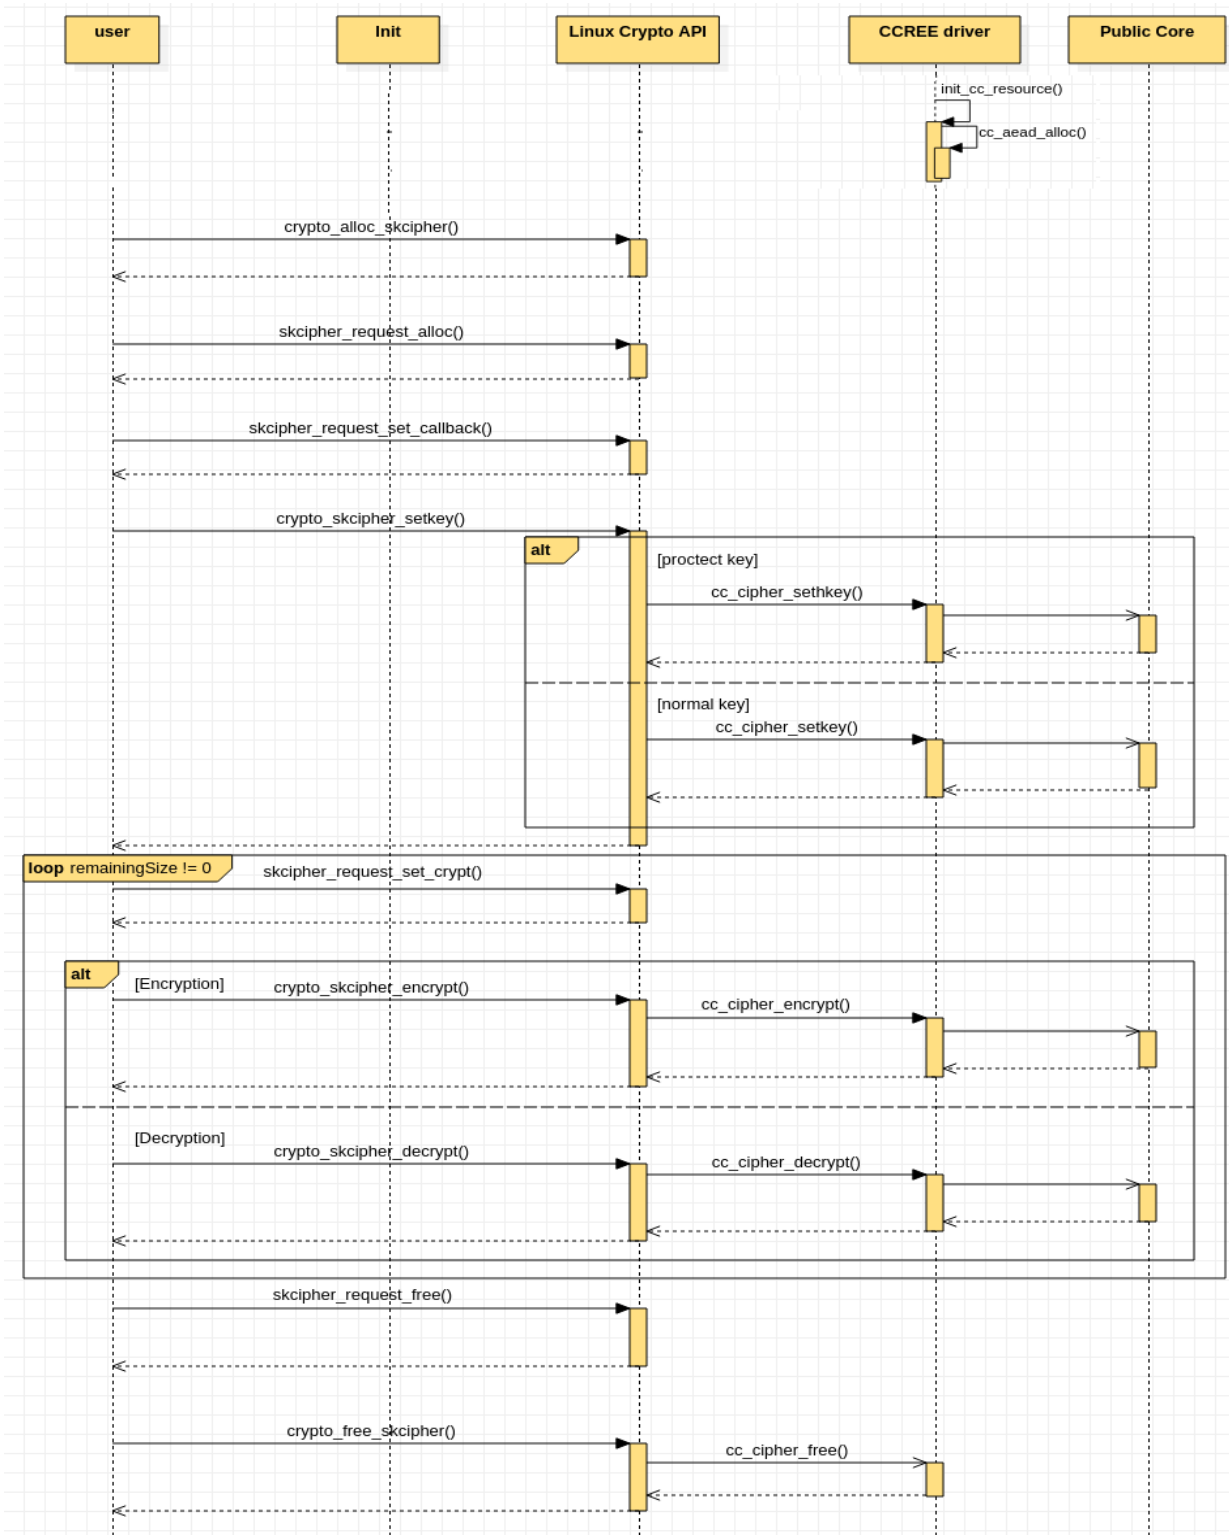 user
Init
Linux Crypto API
CCREE driver
Public Core
init_cc_resource()
cc_aead_alloc()
crypto_alloc_skcipher()
skcipher_request_alloc()
skcipher_request_set_callback()
crypto_skcipher_setkey()
alt
[proctect key]
cc_cipher_sethkey()
[normal key]
cc_cipher_setkey()
loop remainingSize != 0
skcipher_request_set_crypt()
alt
[Encryption]
crypto_skcipher_encrypt()
cc_cipher_encrypt()
[Decryption]
crypto_skcipher_decrypt()
cc_cipher_decrypt()
skcipher_request_free()
crypto_free_skcipher()
cc_cipher_free()